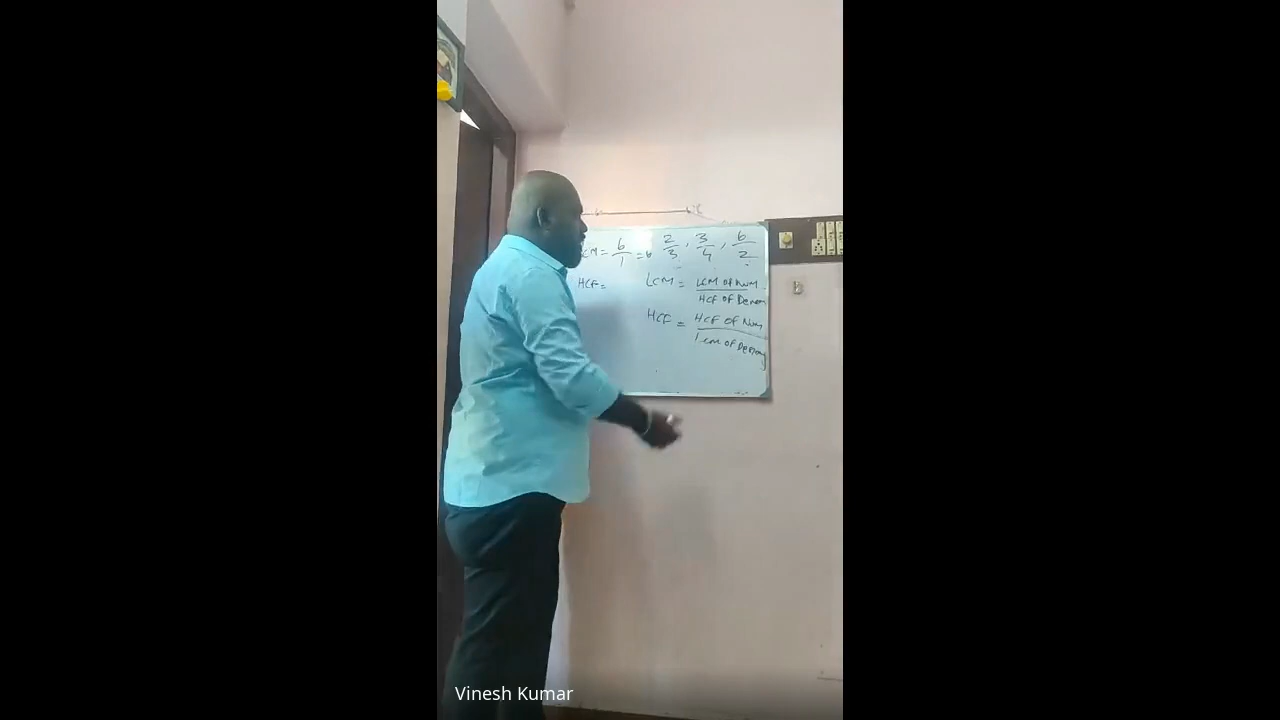 CM = 6/1 = 6 2/3, 3/4, 6/2
HCF = LCM = LCM of Num / HCF of Denom
HCF = HCF of Num / Lcm of Denom
Vinesh Kumar